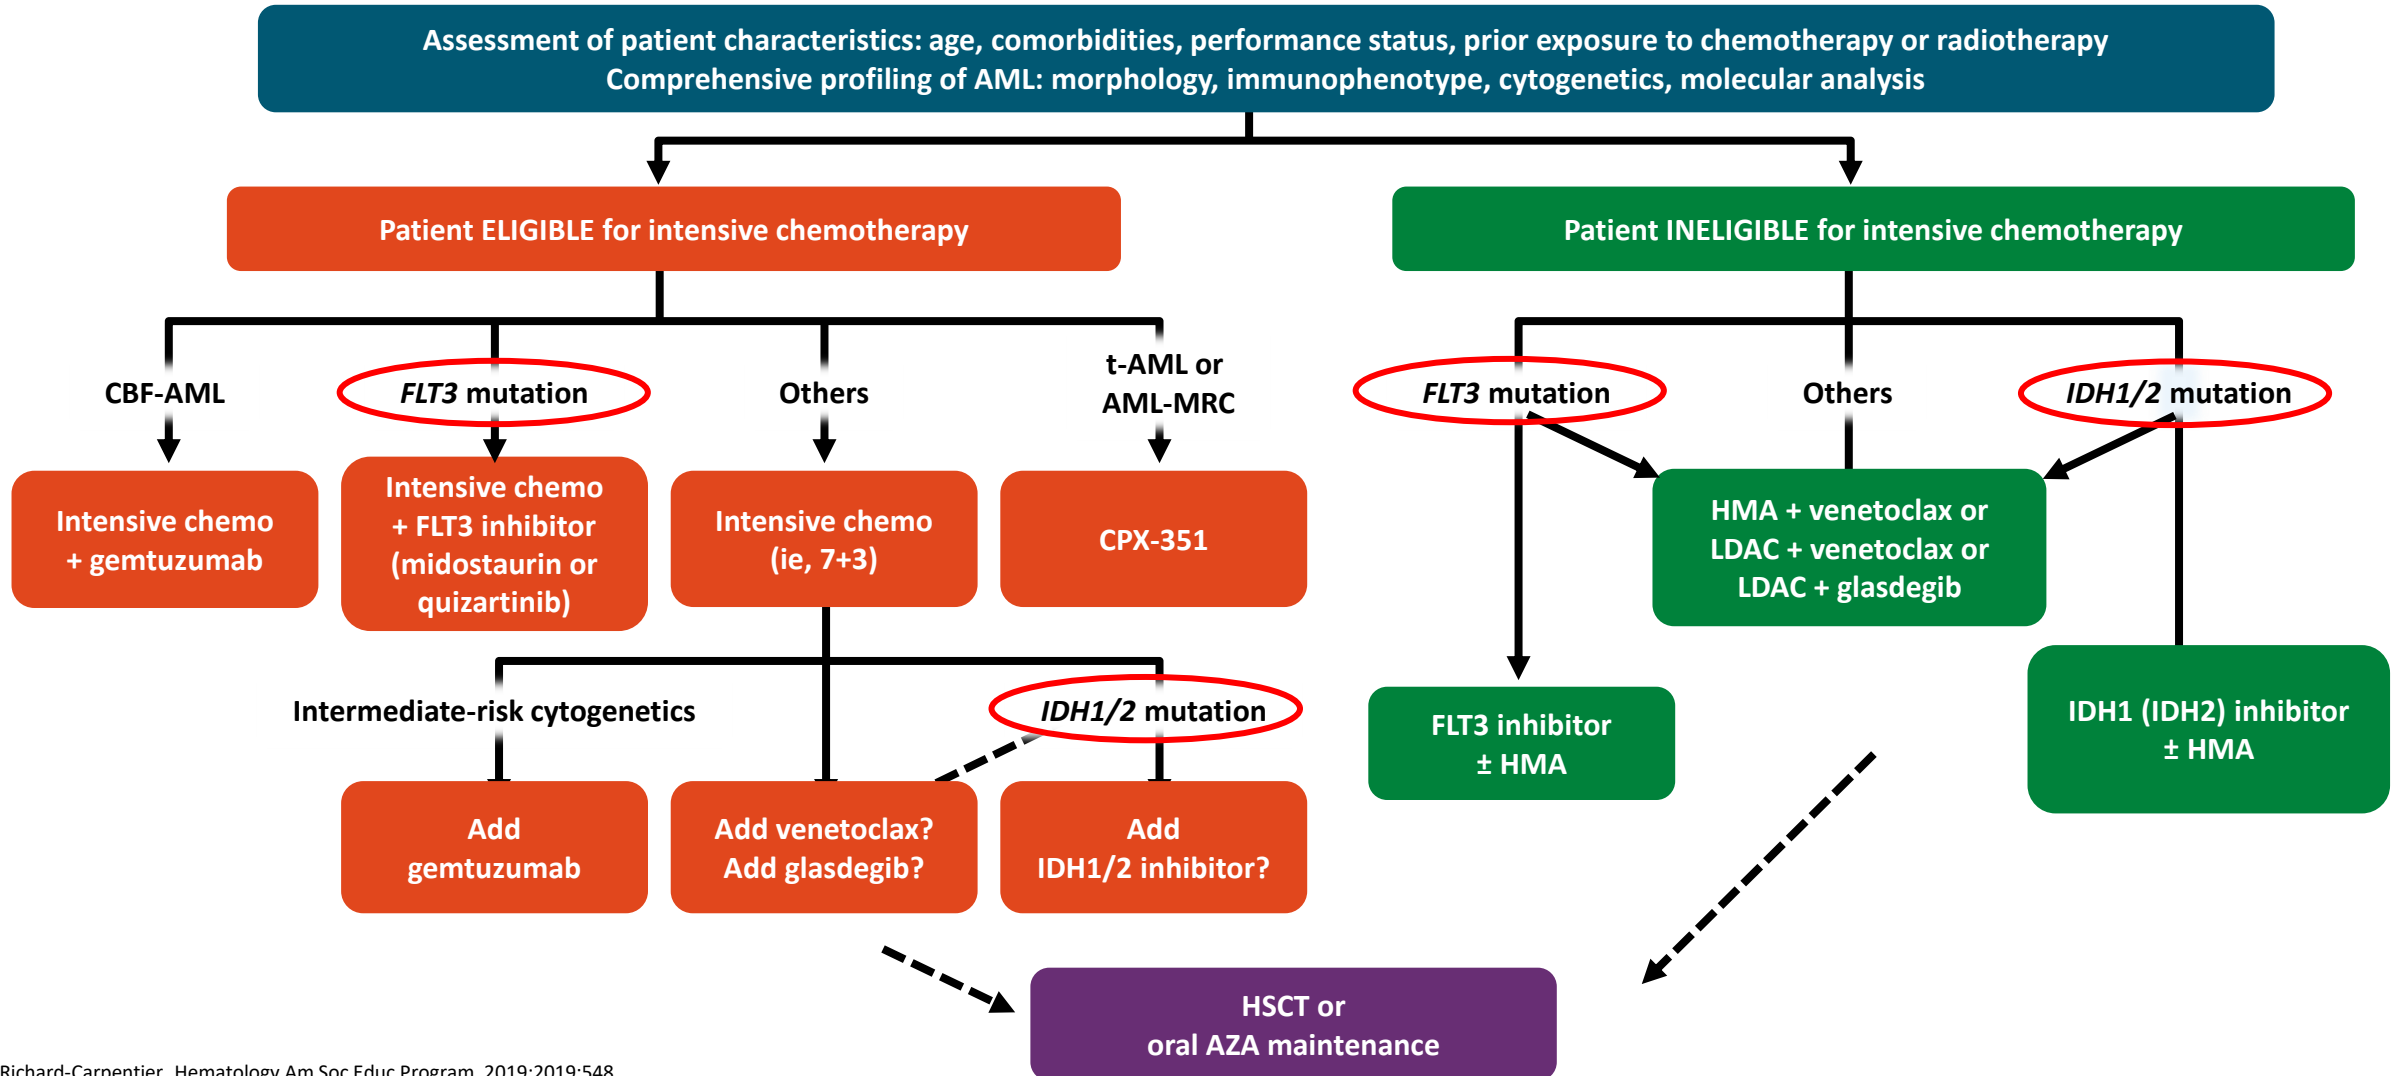 Assessment of patient characteristics: age, comorbidities, performance status, prior exposure to chemotherapy or radiotherapy
Comprehensive profiling of AML: morphology, immunophenotype, cytogenetics, molecular analysis
Patient ELIGIBLE for intensive chemotherapy
Patient INELIGIBLE for intensive chemotherapy
CBF-AML
FLT3 mutation
Others
t-AML or
AML-MRC
FLT3 mutation
Others
IDH1/2 mutation
Intensive chemo
+ gemtuzumab
Intensive chemo
+ FLT3 inhibitor
(midostaurin or
quizartinib)
Intensive chemo
(ie, 7+3)
CPX-351
HMA + venetoclax or
LDAC + venetoclax or
LDAC + glasdegib
Intermediate-risk cytogenetics
IDH1/2 mutation
FLT3 inhibitor
± HMA
IDH1 (IDH2) inhibitor
± HMA
Add
gemtuzumab
Add venetoclax?
Add glasdegib?
Add
IDH1/2 inhibitor?
HSCT or
oral AZA maintenance
Richard-Carpentier. Hematology Am Soc Educ Program. 2019;2019:548.